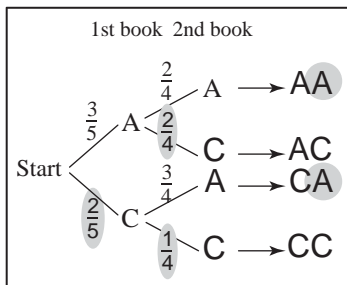 1st book 2nd book
2/4 A → AA
3/5 A 2/4 C → AC
Start 3/4 A → CA
2/5 C 1/4 C → CC